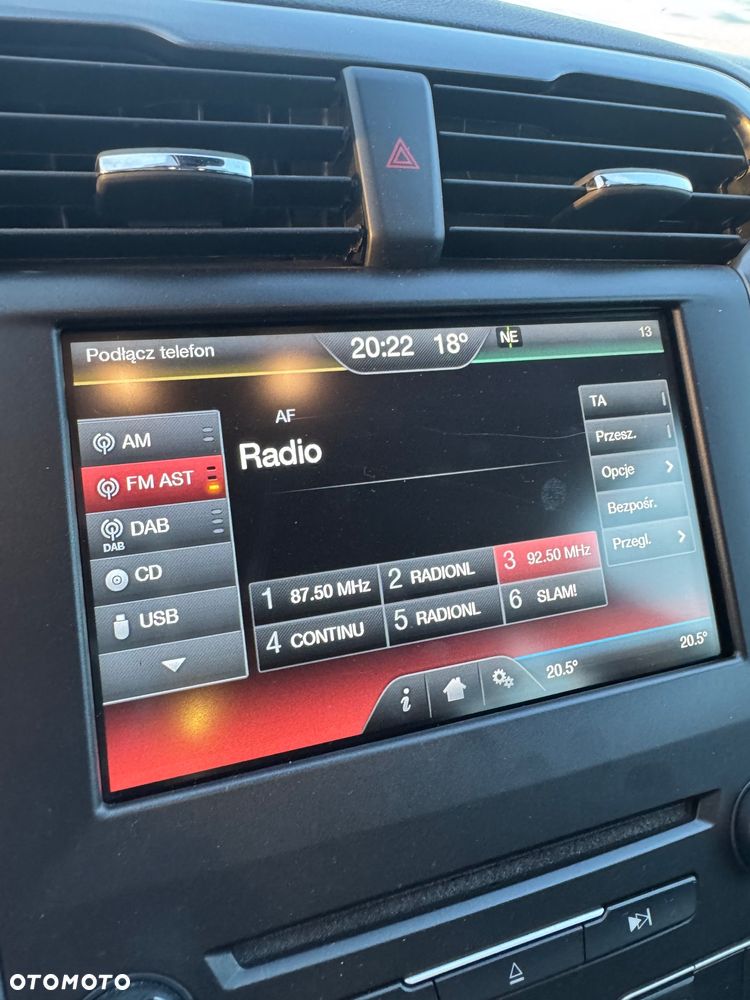 Podłącz telefon
20:22 18°
NE
13
AM
FM AST
DAB
DAB
CD
USB
AF
Radio
TA
Przesz.
Opcje
Bezpośr.
Przegl.
1 87.50 MHz
2 RADIONL
3 92.50 MHz
4 CONTINU
5 RADIONL
6 SLAM!
i
20.5°
20.5°
OTOMOTO